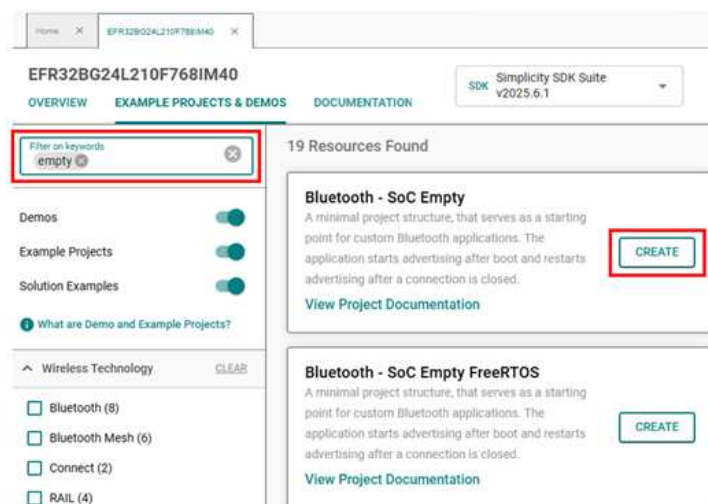 Home
EFR32BG24L210F768IM40
EFR32BG24L210F768IM40
SDK Simplicity SDK Suite
v2025.6.1
OVERVIEW EXAMPLE PROJECTS & DEMOS DOCUMENTATION
Filter on keywords
empty
Demos
Example Projects
Solution Examples
What are Demo and Example Projects?
Wireless Technology CLEAR
Bluetooth (8)
Bluetooth Mesh (6)
Connect (2)
RAIL (4)
19 Resources Found
Bluetooth - SoC Empty
A minimal project structure, that serves as a starting
point for custom Bluetooth applications. The
application starts advertising after boot and restarts
advertising after a connection is closed.
View Project Documentation
CREATE
Bluetooth - SoC Empty FreeRTOS
A minimal project structure, that serves as a starting
point for custom Bluetooth applications. The
application starts advertising after boot and restarts
advertising after a connection is closed.
View Project Documentation
CREATE